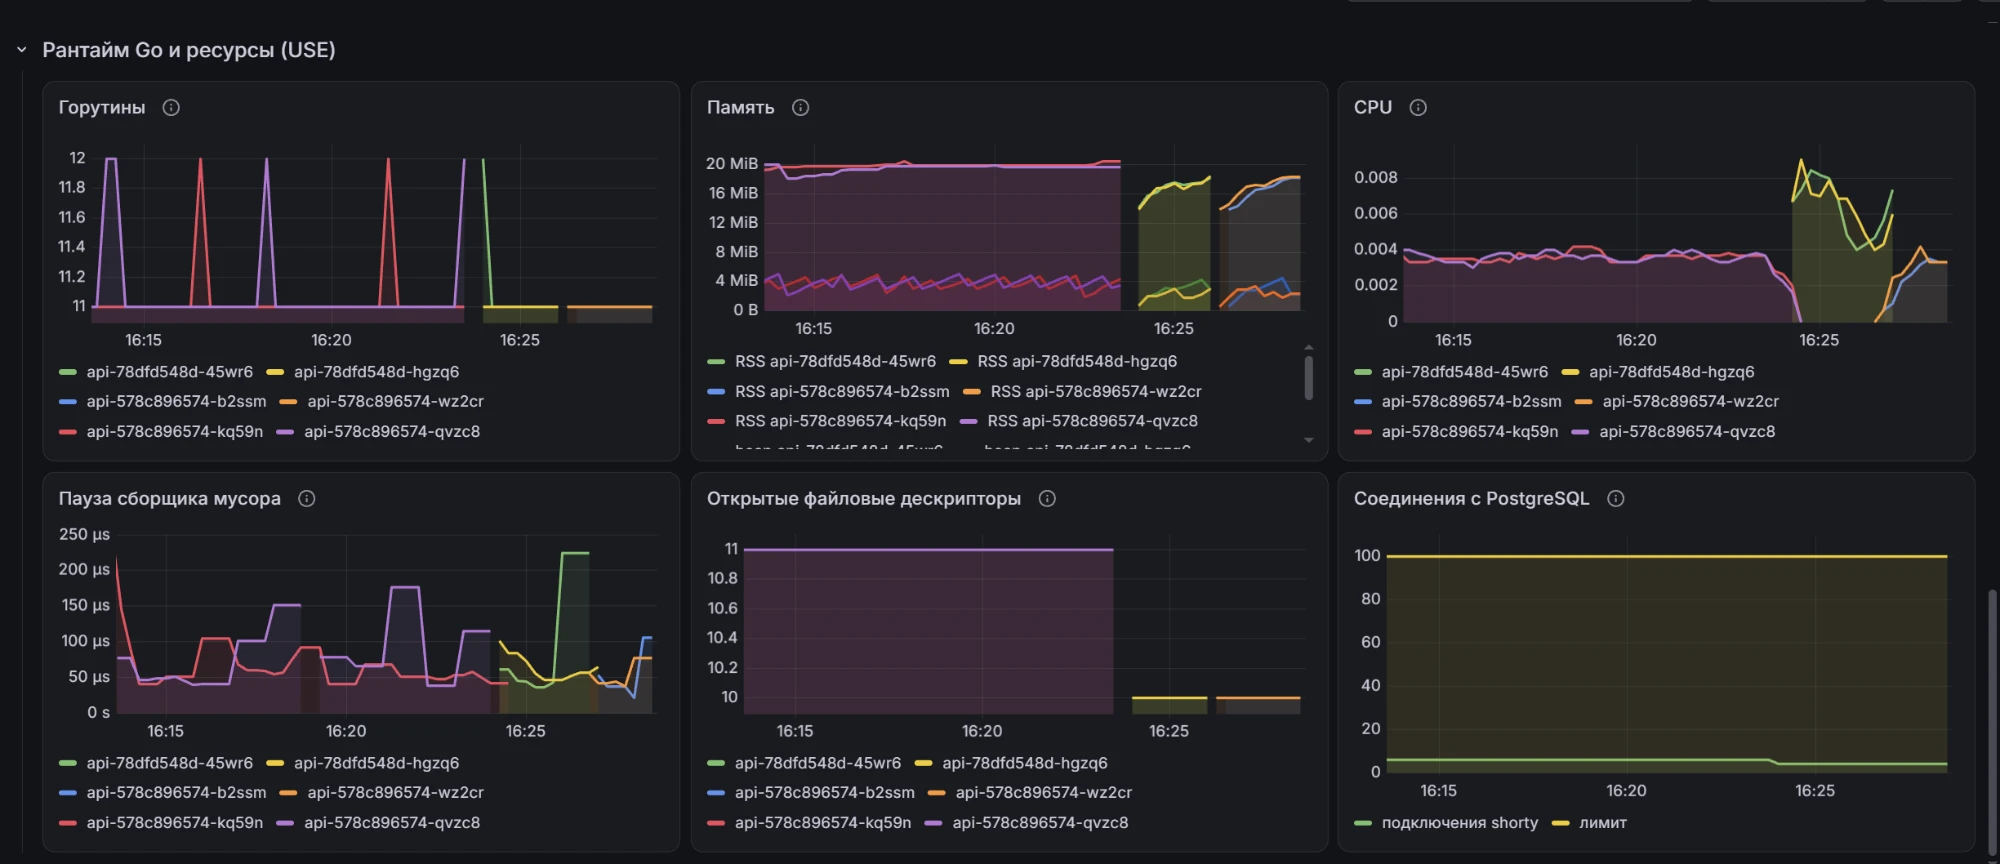 Рантайм Go и ресурсы (USE)
Горутины
12
11.8
11.6
11.4
11.2
11
16:15 16:20 16:25
api-78dfd548d-45wr6 api-78dfd548d-hgzq6
api-578c896574-b2ssm api-578c896574-wz2cr
api-578c896574-kq59n api-578c896574-qvzc8
Память
20 MiB
16 MiB
12 MiB
8 MiB
4 MiB
0 B
16:15 16:20 16:25
RSS api-78dfd548d-45wr6 RSS api-78dfd548d-hgzq6
RSS api-578c896574-b2ssm RSS api-578c896574-wz2cr
RSS api-578c896574-kq59n RSS api-578c896574-qvzc8
heap api-78dfd548d-45wr6 heap api-78dfd548d-hgzq6
CPU
0.008
0.006
0.004
0.002
0
16:15 16:20 16:25
api-78dfd548d-45wr6 api-78dfd548d-hgzq6
api-578c896574-b2ssm api-578c896574-wz2cr
api-578c896574-kq59n api-578c896574-qvzc8
Пауза сборщика мусора
250 µs
200 µs
150 µs
100 µs
50 µs
0 s
16:15 16:20 16:25
api-78dfd548d-45wr6 api-78dfd548d-hgzq6
api-578c896574-b2ssm api-578c896574-wz2cr
api-578c896574-kq59n api-578c896574-qvzc8
Открытые файловые дескрипторы
11
10.8
10.6
10.4
10.2
10
16:15 16:20 16:25
api-78dfd548d-45wr6 api-78dfd548d-hgzq6
api-578c896574-b2ssm api-578c896574-wz2cr
api-578c896574-kq59n api-578c896574-qvzc8
Соединения с PostgreSQL
100
80
60
40
20
0
16:15 16:20 16:25
подключения shorty лимит